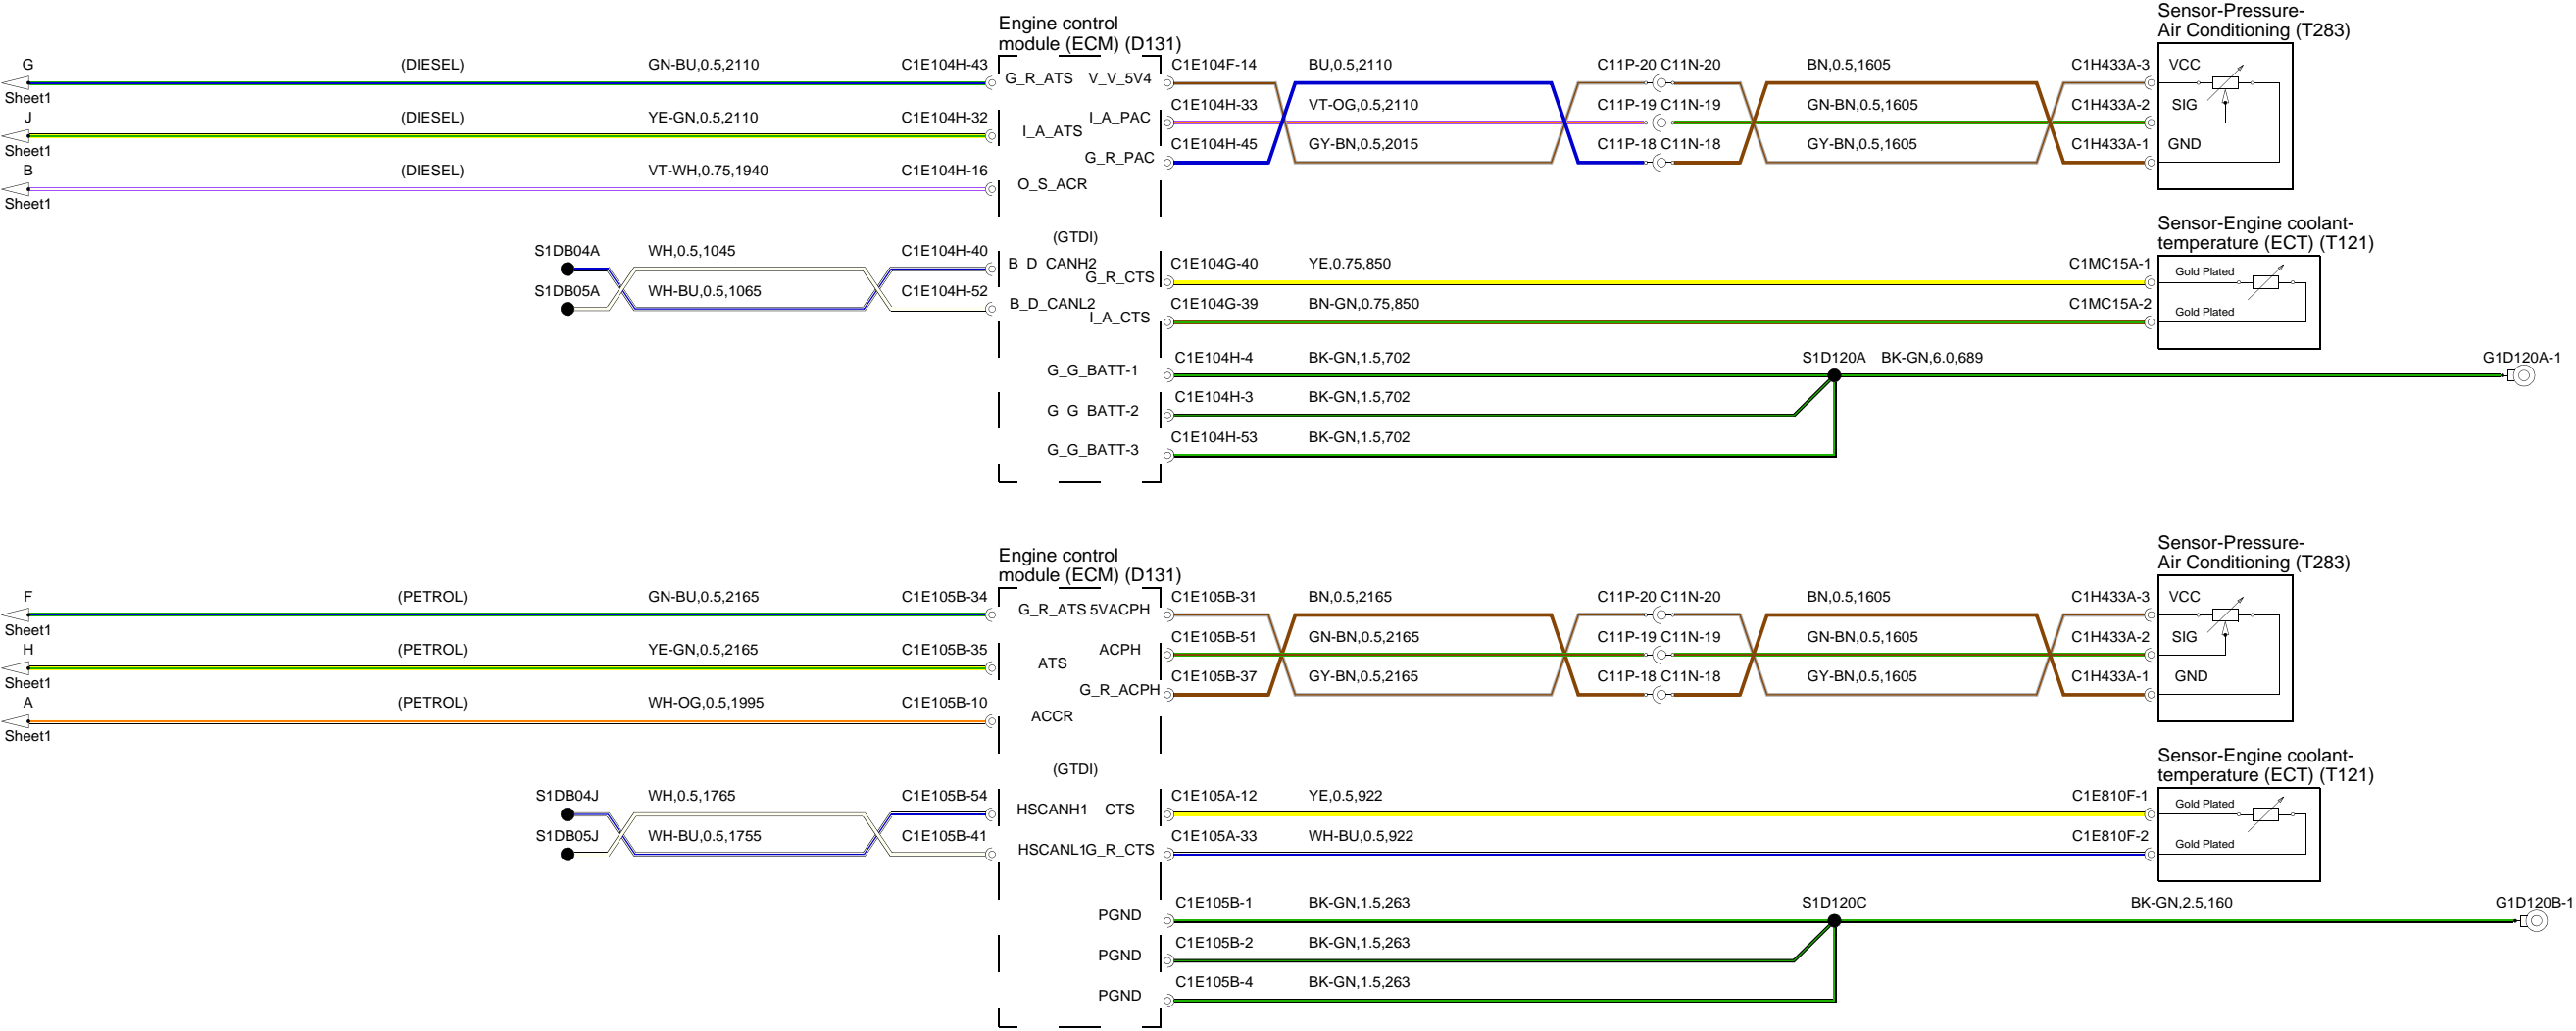 Engine control
module (ECM) (D131)
Sensor-Pressure-
Air Conditioning (T283)
G (DIESEL) GN-BU,0.5,2110 C1E104H-43 G_R_ATS V_V_5V4 C1E104F-14 BU,0.5,2110 C11P-20 C11N-20 BN,0.5,1605 C1H433A-3 VCC
Sheet1
C1E104H-33 VT-OG,0.5,2110 C11P-19 C11N-19 GN-BN,0.5,1605 C1H433A-2 SIG
J (DIESEL) YE-GN,0.5,2110 C1E104H-32 I_A_ATS I_A_PAC
Sheet1
C1E104H-45 GY-BN,0.5,2015 C11P-18 C11N-18 GY-BN,0.5,1605 C1H433A-1 GND
G_R_PAC
B (DIESEL) VT-WH,0.75,1940 C1E104H-16 O_S_ACR
Sheet1
(GTDI)
Sensor-Engine coolant-
temperature (ECT) (T121)
S1DB04A WH,0.5,1045 C1E104H-40 B_D_CANH2
G_R_CTS C1E104G-40 YE,0.75,850 C1MC15A-1 Gold Plated
S1DB05A WH-BU,0.5,1065 C1E104H-52 B_D_CANL2
I_A_CTS C1E104G-39 BN-GN,0.75,850 C1MC15A-2 Gold Plated
G_G_BATT-1 C1E104H-4 BK-GN,1.5,702 S1D120A BK-GN,6.0,689 G1D120A-1
G_G_BATT-2 C1E104H-3 BK-GN,1.5,702
G_G_BATT-3 C1E104H-53 BK-GN,1.5,702
Engine control
module (ECM) (D131)
Sensor-Pressure-
Air Conditioning (T283)
F (PETROL) GN-BU,0.5,2165 C1E105B-34 G_R_ATS 5VACPH C1E105B-31 BN,0.5,2165 C11P-20 C11N-20 BN,0.5,1605 C1H433A-3 VCC
Sheet1
C1E105B-51 GN-BN,0.5,2165 C11P-19 C11N-19 GN-BN,0.5,1605 C1H433A-2 SIG
H (PETROL) YE-GN,0.5,2165 C1E105B-35 ATS ACPH
Sheet1
C1E105B-37 GY-BN,0.5,2165 C11P-18 C11N-18 GY-BN,0.5,1605 C1H433A-1 GND
G_R_ACPH
A (PETROL) WH-OG,0.5,1995 C1E105B-10 ACCR
Sheet1
(GTDI)
Sensor-Engine coolant-
temperature (ECT) (T121)
S1DB04J WH,0.5,1765 C1E105B-54 HSCANH1 CTS C1E105A-12 YE,0.5,922 C1E810F-1 Gold Plated
S1DB05J WH-BU,0.5,1755 C1E105B-41 HSCANL1 G_R_CTS C1E105A-33 WH-BU,0.5,922 C1E810F-2 Gold Plated
PGND C1E105B-1 BK-GN,1.5,263 S1D120C BK-GN,2.5,160 G1D120B-1
PGND C1E105B-2 BK-GN,1.5,263
PGND C1E105B-4 BK-GN,1.5,263